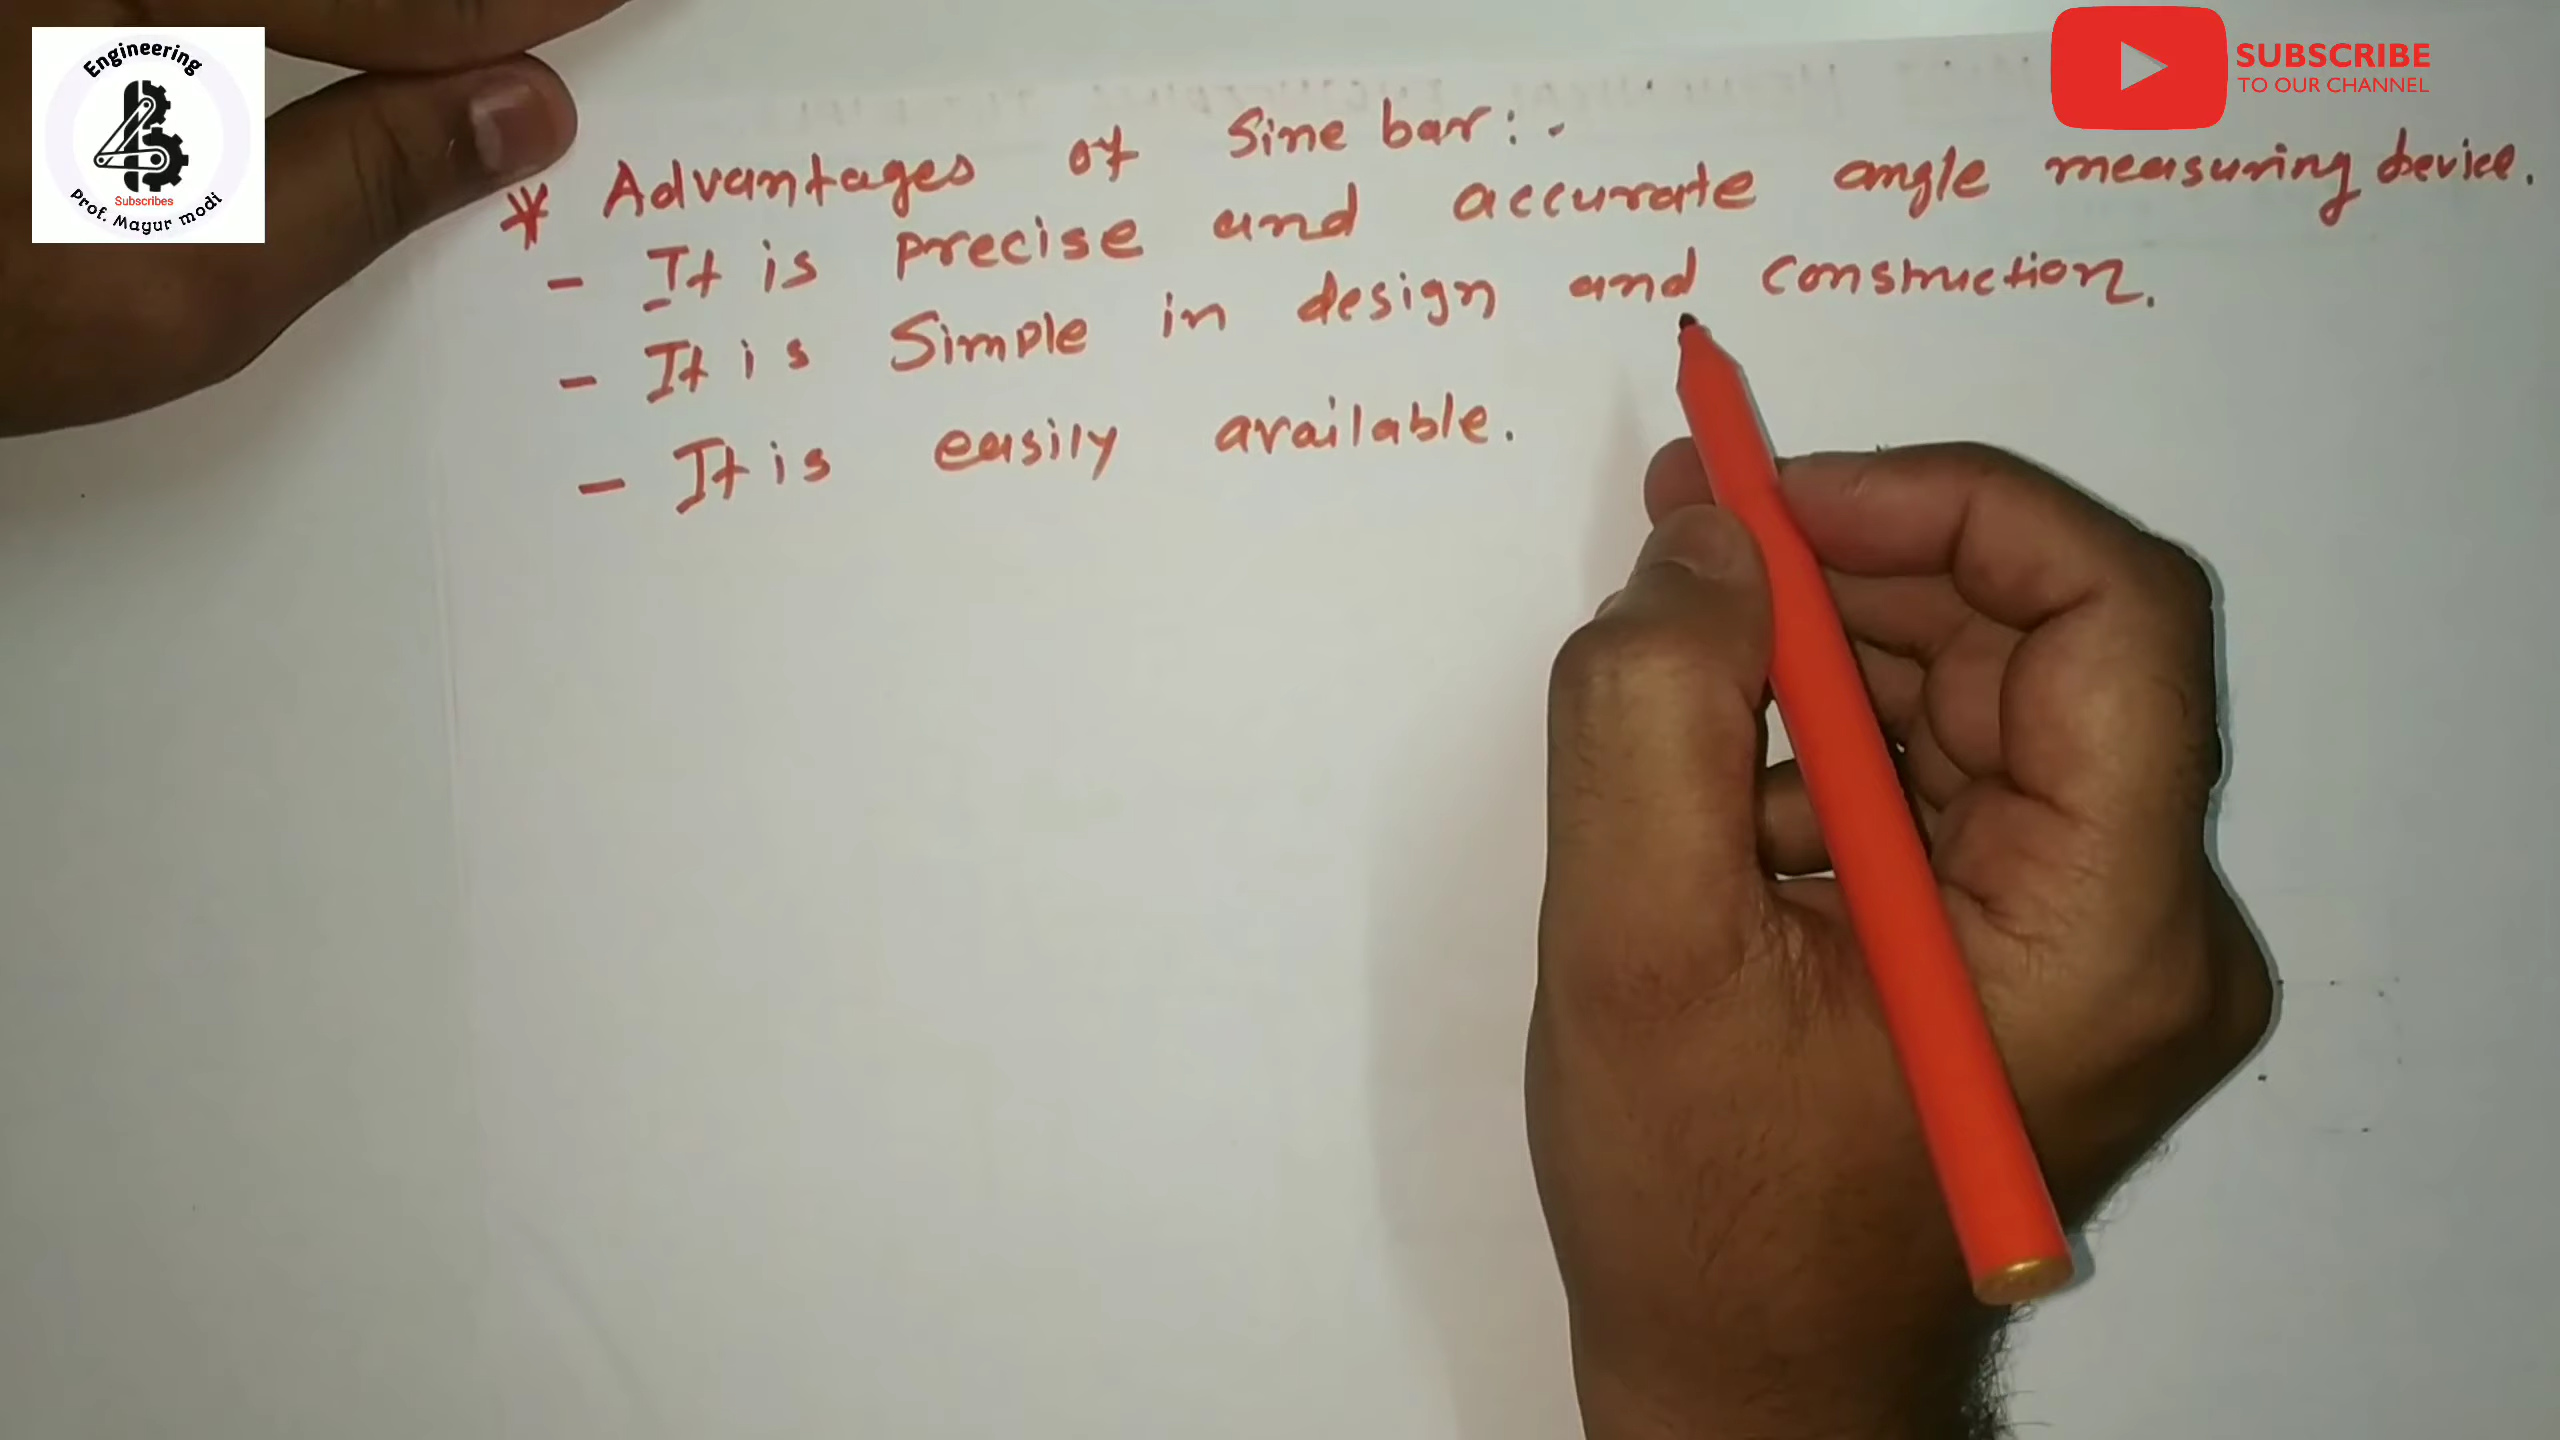 Engineering
Subscribes
Prof. Mayur modi
SUBSCRIBE
TO OUR CHANNEL
* Advantages of Sine bar:-
- It is precise and accurate angle measuring device.
- It is Simple in design and construction.
- It is easily available.